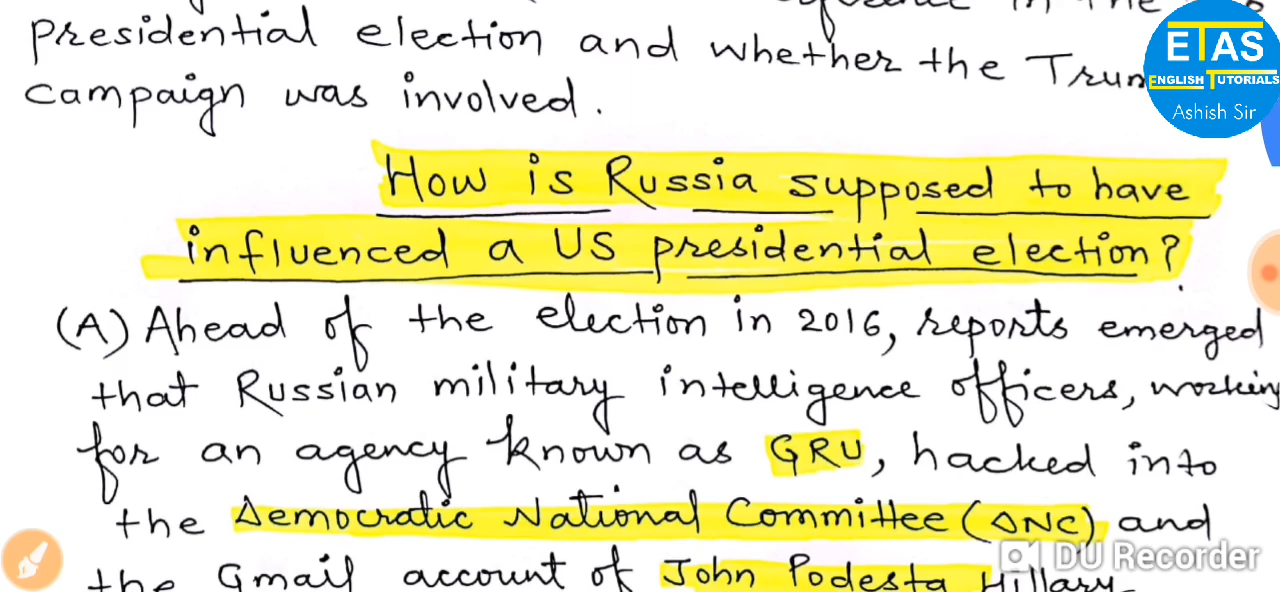 in the
presidential election and whether the Trum
campaign was involved.
How is Russia supposed to have
influenced a US presidential election?
(A) Ahead of the election in 2016, reports emerged
that Russian military intelligence officers, working
for an agency known as GRU, hacked into
the Democratic National Committee (DNC) and
the Gmail account of John Podesta Hillary
ETAS
ENGLISH TUTORIALS
Ashish Sir
DU Recorder